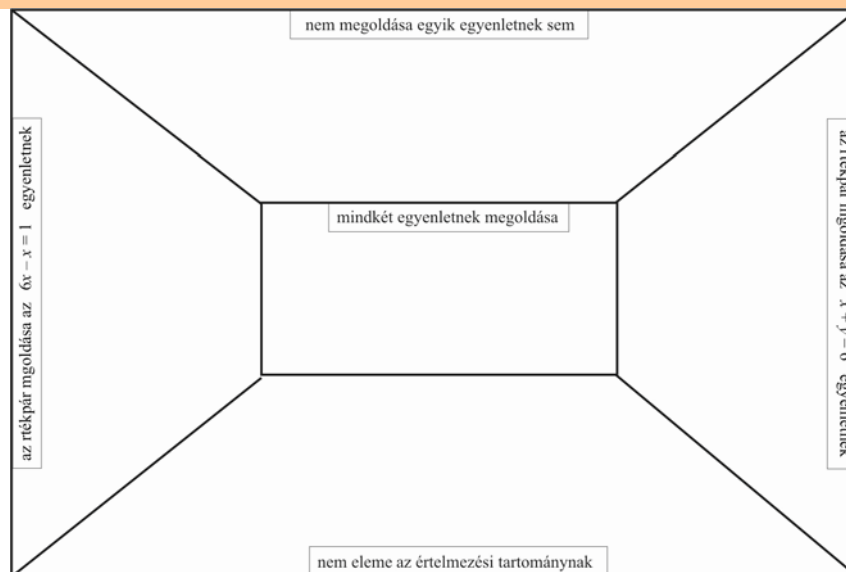 nem megoldása egyik egyenletnek sem
az rtékpár mgoldása az 6x – x = 1 egyenletnek
mindkét egyenletnek megoldása
egyenletnek
nem eleme az értelmezési tartománynak